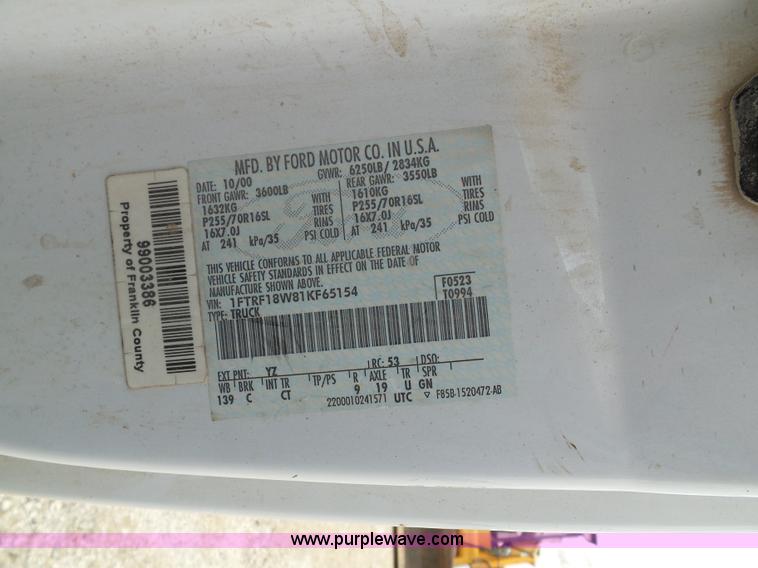 MFD. BY FORD MOTOR CO. IN U.S.A.
DATE: 10/00 GVWR: 6250LB/ 2834KG
FRONT GAWR: 3600LB REAR GAWR: 3550LB
1632KG WITH 1610KG WITH
P255/70R16SL TIRES P255/70R16SL TIRES
16X7.0J RIMS 16X7.0J RIMS
AT 241 kPa/35 PSI COLD AT 241 kPa/35 PSI COLD
THIS VEHICLE CONFORMS TO ALL APPLICABLE FEDERAL MOTOR
VEHICLE SAFETY STANDARDS IN EFFECT ON THE DATE OF
MANUFACTURE SHOWN ABOVE.
VIN: 1FTRF18W81KF65154 F0523
TYPE: TRUCK T0994
EXT PNT: YZ RC: 53 DSO:
WB BRK INT TR TP/PS R AXLE TR SPR
139 C CT 9 19 U GN
2200010241571 UTC ▽ F85B-1520472-AB
99003386
Property of Franklin County
www.purplewave.com